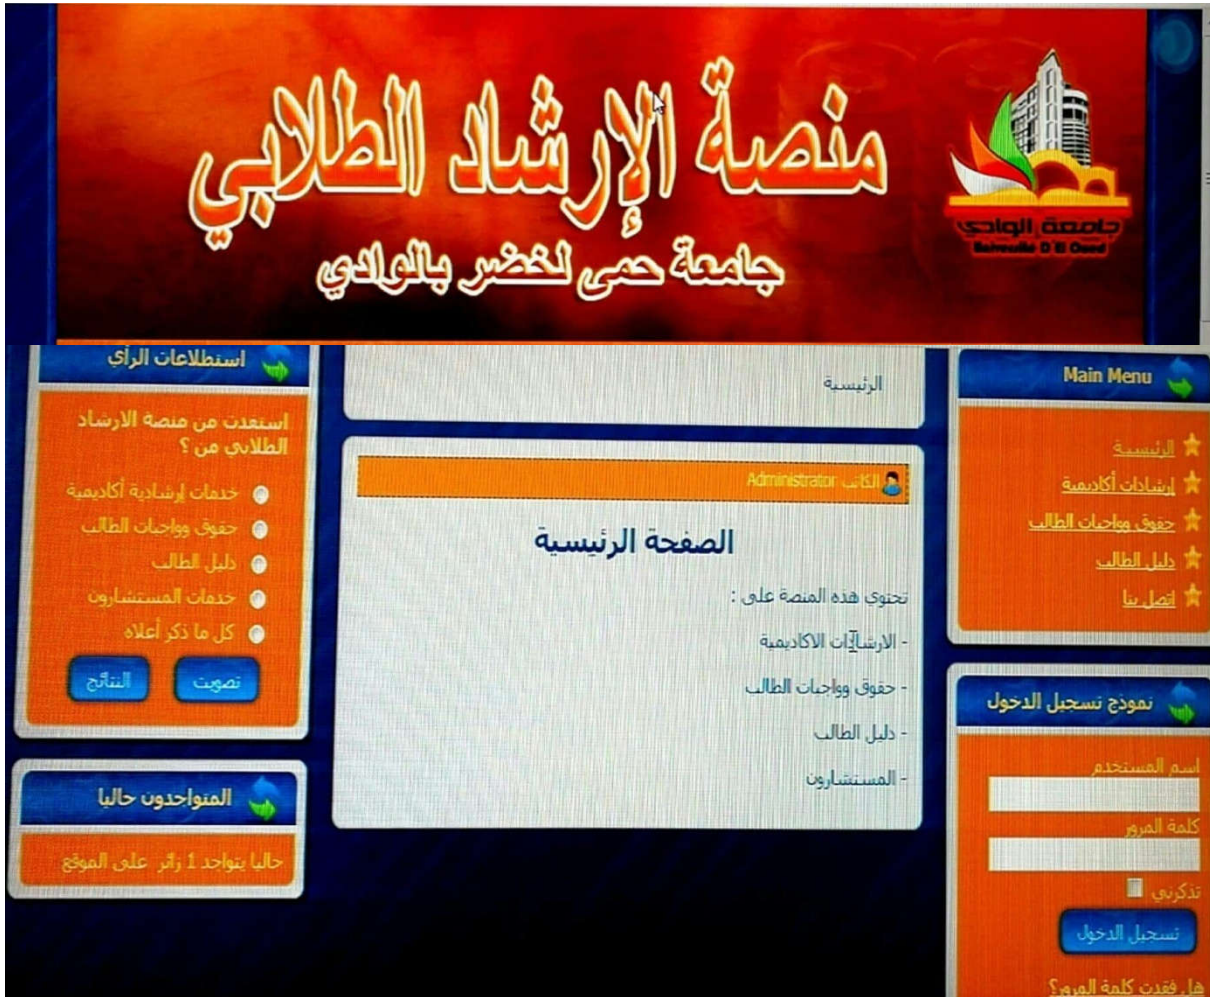 منصة الإرشاد الطلابي
جامعة حمى لخضر بالوادي
جامعة الوادي
Université D'El Oued
Main Menu
الرئيسية
إرشادات أكاديمية
حقوق وواجبات الطالب
دليل الطالب
اتصل بنا
نموذج تسجيل الدخول
اسم المستخدم
كلمة المرور
تذكرني
تسجيل الدخول
هل فقدت كلمة المرور؟
الرئيسية
الكاتب Administrator
الصفحة الرئيسية
تحتوي هذه المنصة على :
- الارشادات الاكاديمية
- حقوق وواجبات الطالب
- دليل الطالب
- المستشارون
استطلاعات الرأي
استفدت من منصة الارشاد
الطلابي من ؟
خدمات إرشادية أكاديمية
حقوق وواجبات الطالب
دليل الطالب
خدمات المستشارون
كل ما ذكر أعلاه
تصويت
النتائج
المتواجدون حاليا
حاليا يتواجد 1 زائر على الموقع